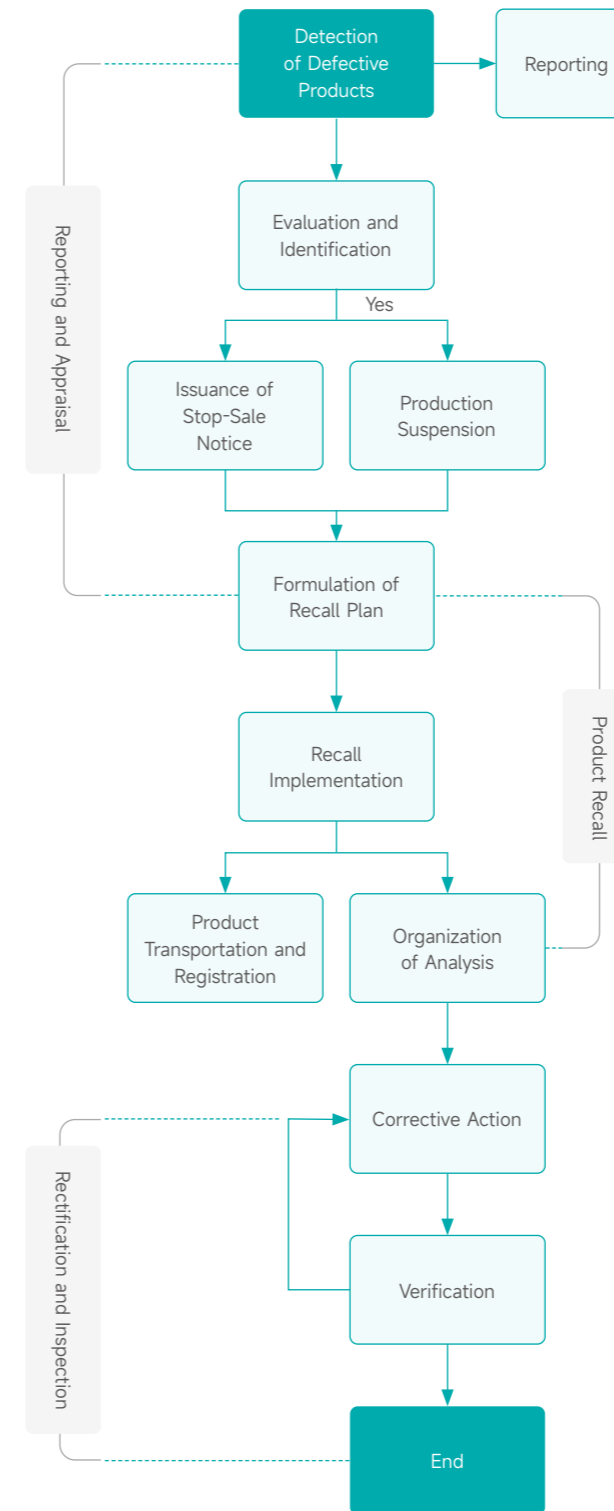 Detection
of Defective
Products
Reporting
Reporting and Appraisal
Evaluation and
Identification
Yes
Issuance of
Stop-Sale
Notice
Production
Suspension
Formulation of
Recall Plan
Product Recall
Recall
Implementation
Product
Transportation and
Registration
Organization
of Analysis
Rectification and Inspection
Corrective Action
Verification
End